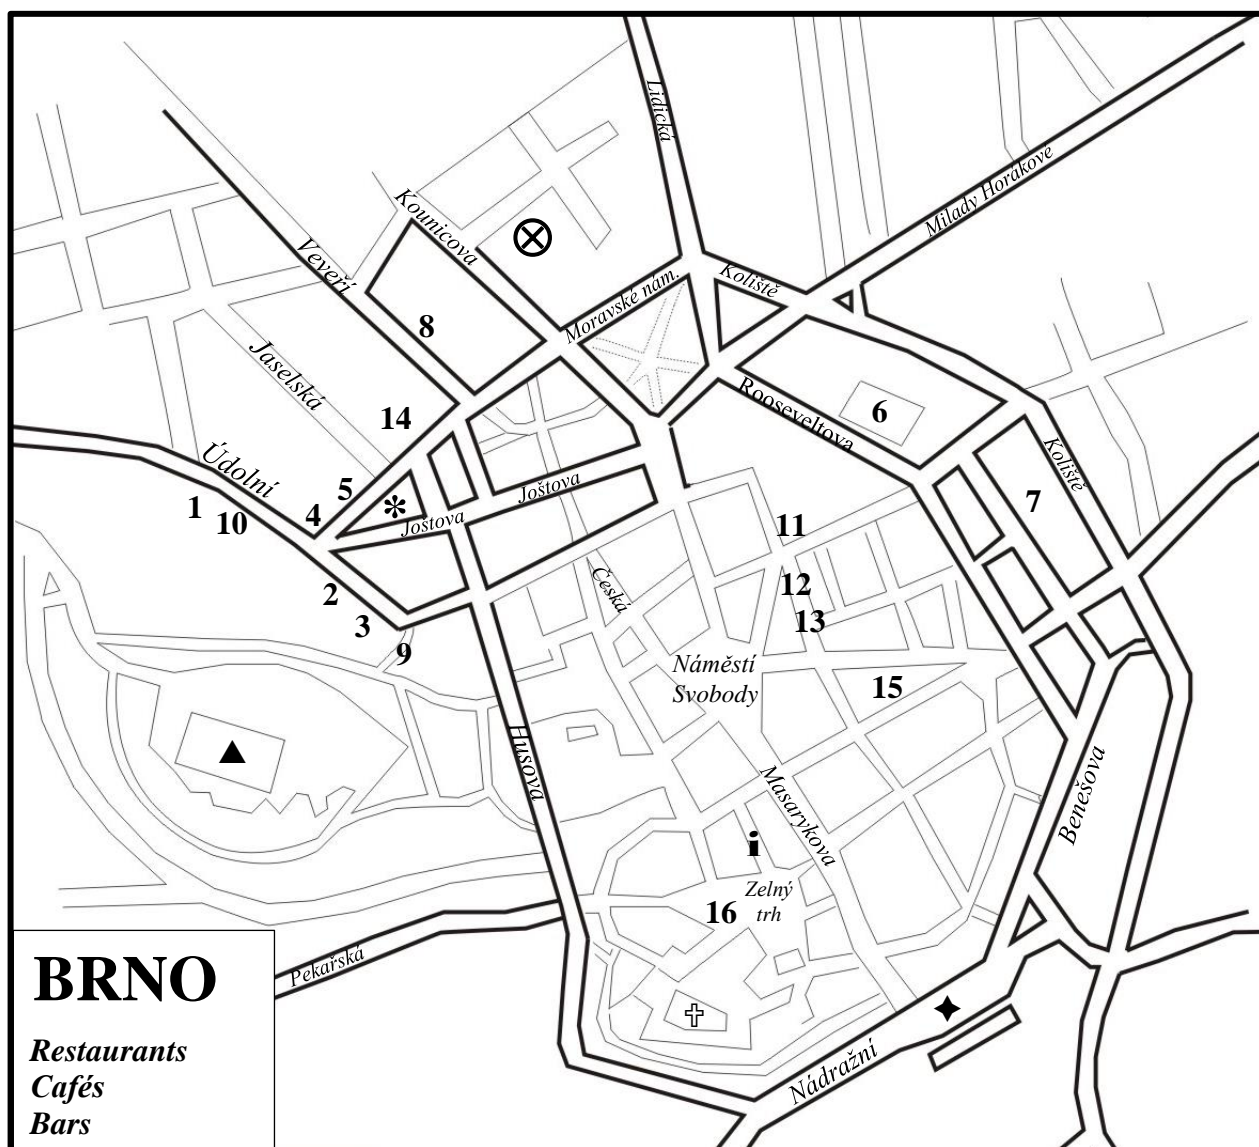 Lidická
Milady Horákové
Kounicova
Veveří
Moravské nám.
Koliště
8
Jaselská
14
Rooseveltova
6
Údolní
1
10
5
4
Joštova
Joštova
Koliště
7
11
2
3
9
Česká
12
13
Náměstí
Svobody
15
Husova
Masarykova
Benešova
i
Zelný
trh
16
Pekařská
Nádražní
BRNO
Restaurants
Cafés
Bars